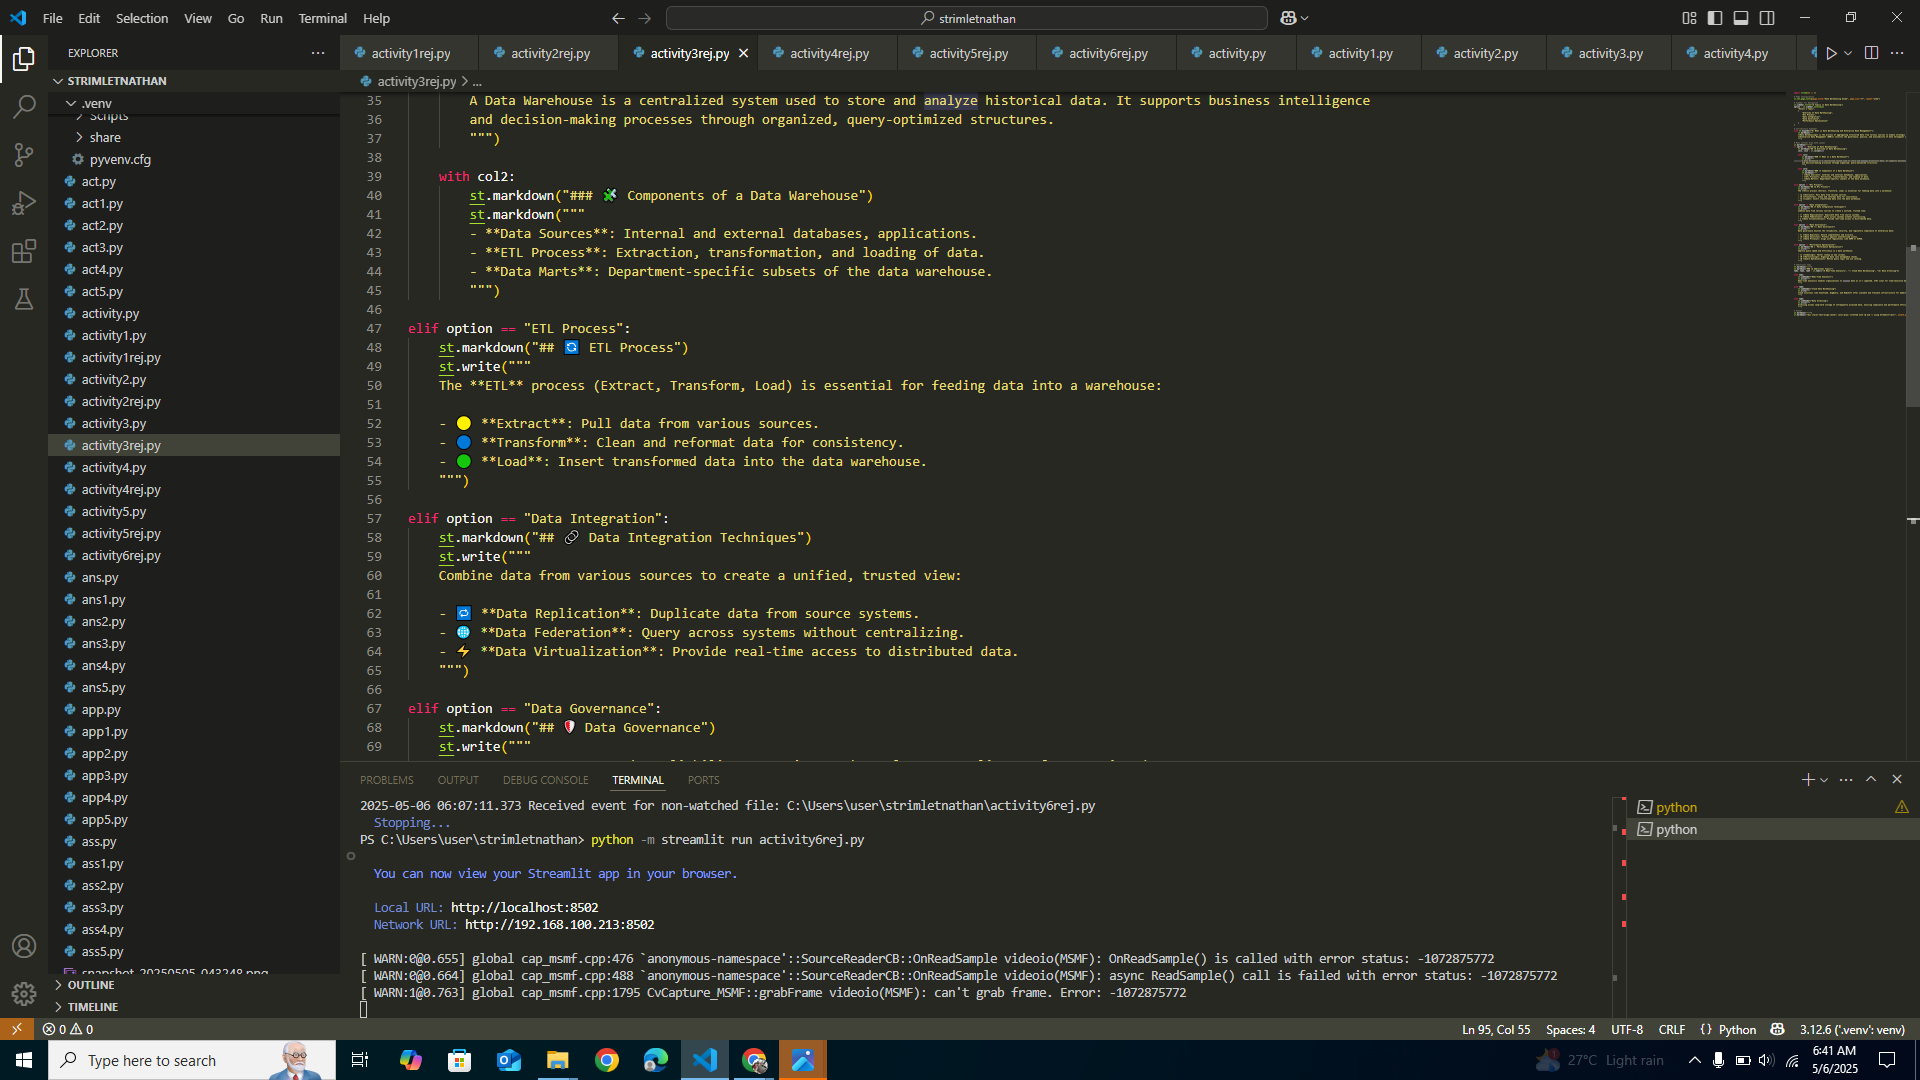 File Edit Selection View Go Run Terminal Help
strimletnathan
EXPLORER
STRIMLETNATHAN
.venv
Scripts
share
pyvenv.cfg
act.py
act1.py
act2.py
act3.py
act4.py
act5.py
activity.py
activity1.py
activity1rej.py
activity2.py
activity2rej.py
activity3.py
activity3rej.py
activity4.py
activity4rej.py
activity5.py
activity5rej.py
activity6rej.py
ans.py
ans1.py
ans2.py
ans3.py
ans4.py
ans5.py
app.py
app1.py
app2.py
app3.py
app4.py
app5.py
ass.py
ass1.py
ass2.py
ass3.py
ass4.py
ass5.py
snapshot_20250505_043248.png
OUTLINE
TIMELINE
activity1rej.py activity2rej.py activity3rej.py activity4rej.py activity5rej.py activity6rej.py activity.py activity1.py activity2.py activity3.py activity4.py
activity3rej.py > ...
35 A Data Warehouse is a centralized system used to store and analyze historical data. It supports business intelligence
36 and decision-making processes through organized, query-optimized structures.
37 """)
38
39 with col2:
40 st.markdown("### 🧩 Components of a Data Warehouse")
41 st.markdown("""
42 - **Data Sources**: Internal and external databases, applications.
43 - **ETL Process**: Extraction, transformation, and loading of data.
44 - **Data Marts**: Department-specific subsets of the data warehouse.
45 """)
46
47 elif option == "ETL Process":
48 st.markdown("## 🔄 ETL Process")
49 st.write("""
50 The **ETL** process (Extract, Transform, Load) is essential for feeding data into a warehouse:
51
52 - 🟡 **Extract**: Pull data from various sources.
53 - 🔵 **Transform**: Clean and reformat data for consistency.
54 - 🟢 **Load**: Insert transformed data into the data warehouse.
55 """)
56
57 elif option == "Data Integration":
58 st.markdown("## 🔗 Data Integration Techniques")
59 st.write("""
60 Combine data from various sources to create a unified, trusted view:
61
62 - 🔁 **Data Replication**: Duplicate data from source systems.
63 - 🌐 **Data Federation**: Query across systems without centralizing.
64 - ⚡ **Data Virtualization**: Provide real-time access to distributed data.
65 """)
66
67 elif option == "Data Governance":
68 st.markdown("## 🛡️ Data Governance")
69 st.write("""
PROBLEMS OUTPUT DEBUG CONSOLE TERMINAL PORTS
2025-05-06 06:07:11.373 Received event for non-watched file: C:\Users\user\strimletnathan\activity6rej.py
Stopping...
PS C:\Users\user\strimletnathan> python -m streamlit run activity6rej.py
You can now view your Streamlit app in your browser.
Local URL: http://localhost:8502
Network URL: http://192.168.100.213:8502
[ WARN:0@0.655] global cap_msmf.cpp:476 `anonymous-namespace'::SourceReaderCB::OnReadSample videoio(MSMF): OnReadSample() is called with error status: -1072875772
[ WARN:0@0.664] global cap_msmf.cpp:488 `anonymous-namespace'::SourceReaderCB::OnReadSample videoio(MSMF): async ReadSample() call is failed with error status: -1072875772
[ WARN:1@0.763] global cap_msmf.cpp:1795 CvCapture_MSMF::grabFrame videoio(MSMF): can't grab frame. Error: -1072875772
python
python
0 0
Ln 95, Col 55 Spaces: 4 UTF-8 CRLF {} Python 3.12.6 ('.venv': venv)
Type here to search
27°C Light rain
6:41 AM
5/6/2025